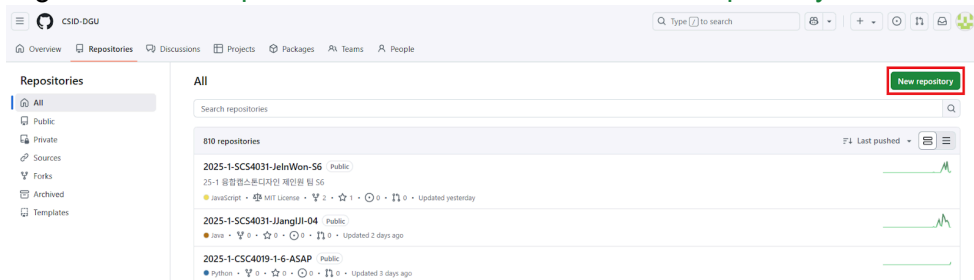 CSID-DGU
Type / to search
Overview Repositories Discussions Projects Packages Teams People
Repositories
All
Public
Private
Sources
Forks
Archived
Templates
All
New repository
Search repositories
810 repositories
Last pushed
2025-1-SCS4031-JeInWon-S6 Public
25-1 융합캡스톤디자인 제인원 팀 S6
JavaScript • MIT License • 2 • 1 • 0 • 0 • Updated yesterday
2025-1-SCS4031-JJangIJI-04 Public
Java • 0 • 0 • 0 • 0 • Updated 2 days ago
2025-1-CSC4019-1-6-ASAP Public
Python • 0 • 0 • 0 • 0 • Updated 3 days ago